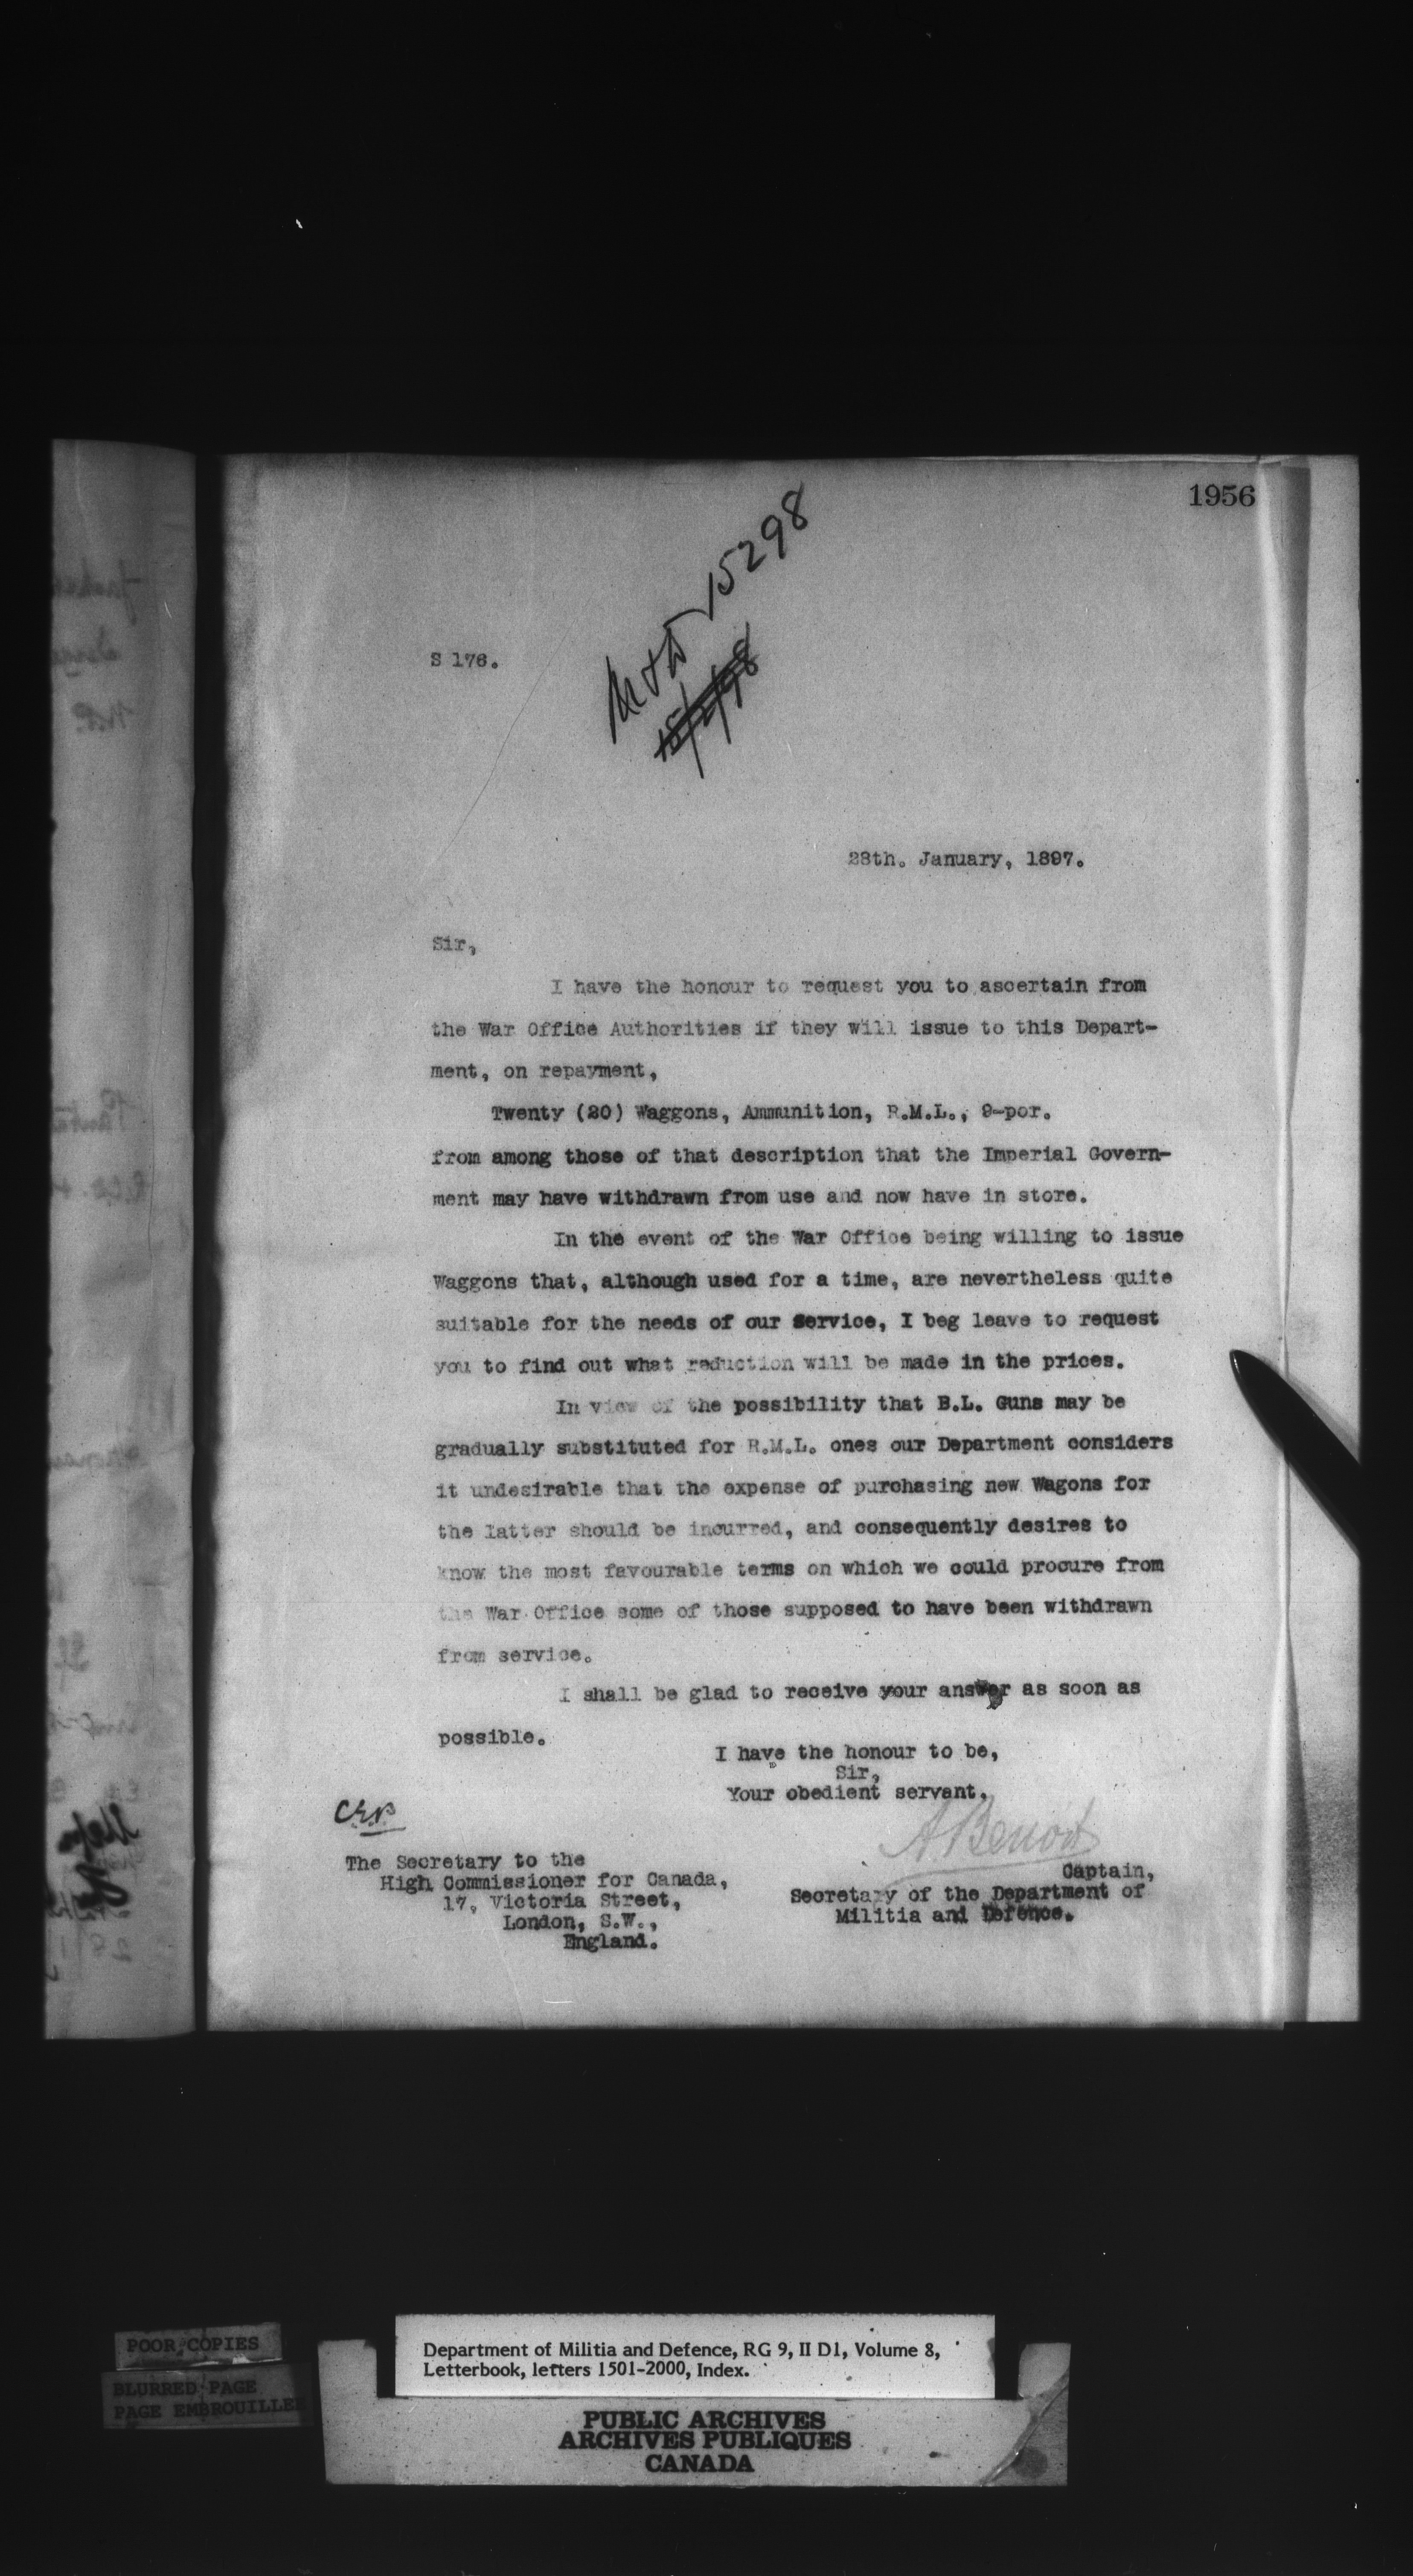 1956
15298
S 176.
28th. January, 1897.
Sir,
I have the honour to request you to ascertain from
the War Office Authorities if they will issue to this Depart-
ment, on repayment,
Twenty (20) Waggons, Ammunition, R.M.L., 9-por.
from among those of that description that the Imperial Govern-
ment may have withdrawn from use and now have in store.
In the event of the War Office being willing to issue
Waggons that, although used for a time, are nevertheless quite
suitable for the needs of our Service, I beg leave to request
you to find out what reduction will be made in the prices.
In view of the possibility that B.L. Guns may be
gradually substituted for R.M.L. ones our Department considers
it undesirable that the expense of purchasing new Wagons for
the latter should be incurred, and consequently desires to
know the most favourable terms on which we could procure from
the War Office some of those supposed to have been withdrawn
from service.
I shall be glad to receive your answer as soon as
possible.
I have the honour to be,
Sir,
Your obedient servant,
A Benoit
Captain,
Secretary of the Department of
Militia and Defence.
The Secretary to the
High Commissioner for Canada,
17, Victoria Street,
London, S.W.,
England.
POOR COPIES
BLURRED PAGE
PAGE EMBROUILLEE
Department of Militia and Defence, RG 9, II D1, Volume 8,
Letterbook, letters 1501-2000, Index.
PUBLIC ARCHIVES
ARCHIVES PUBLIQUES
CANADA